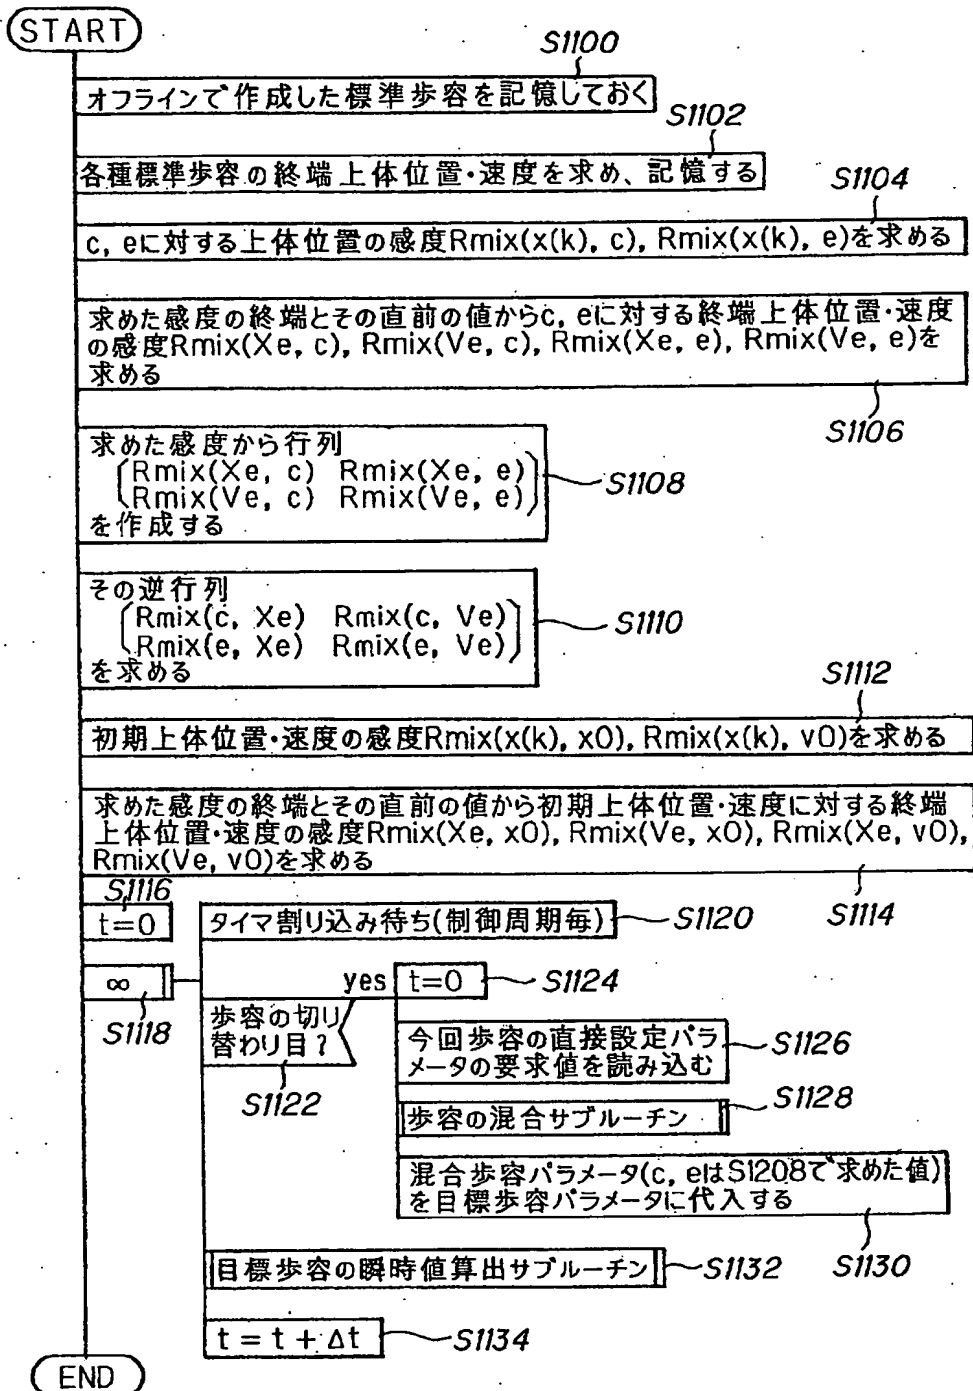 START
S1100
オフラインで作成した標準歩容を記憶しておく
S1102
各種標準歩容の終端上体位置・速度を求め、記憶する
S1104
c, eに対する上体位置の感度Rmix(x(k), c), Rmix(x(k), e)を求める
求めた感度の終端とその直前の値からc, eに対する終端上体位置・速度
の感度Rmix(Xe, c), Rmix(Ve, c), Rmix(Xe, e), Rmix(Ve, e)を
求める
S1106
求めた感度から行列
Rmix(Xe, c) Rmix(Xe, e)
Rmix(Ve, c) Rmix(Ve, e)
を作成する
S1108
その逆行列
Rmix(c, Xe) Rmix(c, Ve)
Rmix(e, Xe) Rmix(e, Ve)
を求める
S1110
S1112
初期上体位置・速度の感度Rmix(x(k), x0), Rmix(x(k), v0)を求める
求めた感度の終端とその直前の値から初期上体位置・速度に対する終端
上体位置・速度の感度Rmix(Xe, x0), Rmix(Ve, x0), Rmix(Xe, v0),
Rmix(Ve, v0)を求める
S1114
S1116
t=0
タイマ割り込み待ち(制御周期毎)
S1120
∞
S1118
yes
t=0
S1124
歩容の切り
替わり目?
S1122
今回歩容の直接設定パラ
メータの要求値を読み込む
S1126
歩容の混合サブルーチン
S1128
混合歩容パラメータ(c, eはS1208で求めた値)
を目標歩容パラメータに代入する
S1130
目標歩容の瞬時値算出サブルーチン
S1132
t = t + Δt
S1134
END